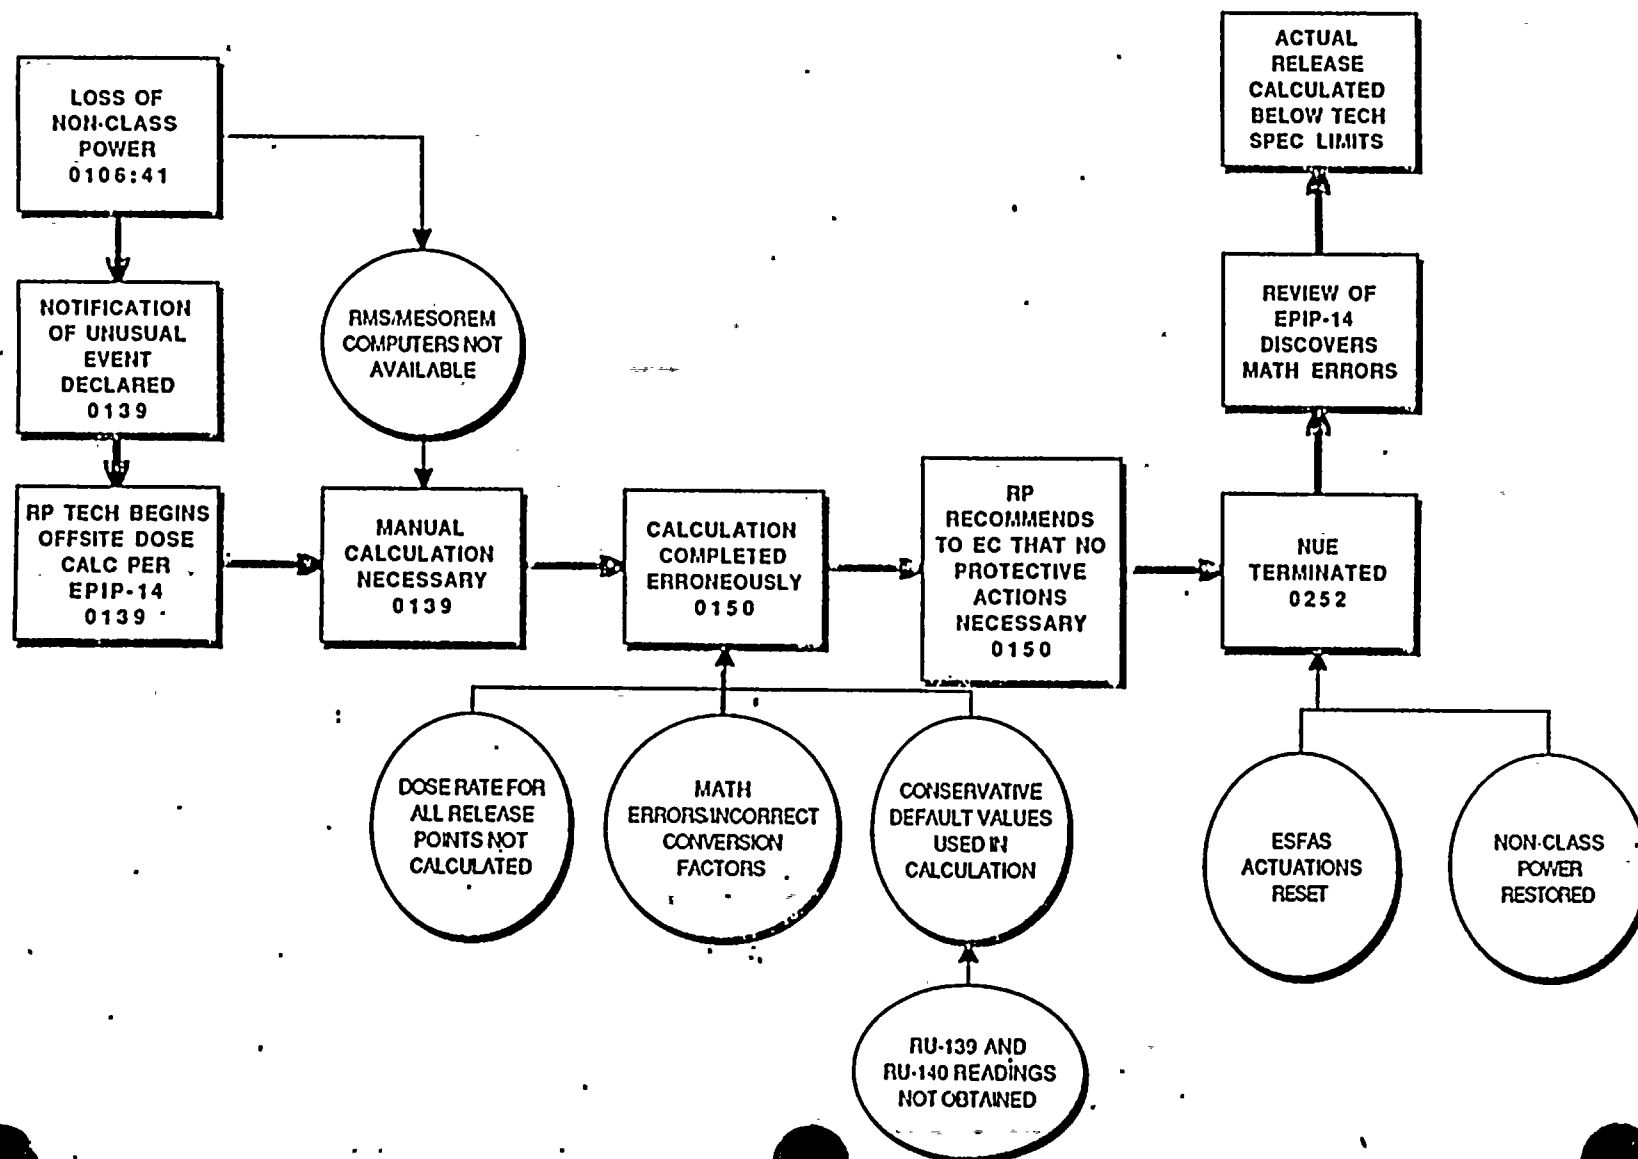 LOSS OF
NON-CLASS
POWER
0106:41
NOTIFICATION
OF UNUSUAL
EVENT
DECLARED
0139
RP TECH BEGINS
OFFSITE DOSE
CALC PER
EPIP-14
0139
RMS/MESOREM
COMPUTERS NOT
AVAILABLE
MANUAL
CALCULATION
NECESSARY
0139
CALCULATION
COMPLETED
ERRONEOUSLY
0150
DOSE RATE FOR
ALL RELEASE
POINTS NOT
CALCULATED
MATH
ERRORS/INCORRECT
CONVERSION
FACTORS
CONSERVATIVE
DEFAULT VALUES
USED IN
CALCULATION
RU-139 AND
RU-140 READINGS
NOT OBTAINED
RP
RECOMMENDS
TO EC THAT NO
PROTECTIVE
ACTIONS
NECESSARY
0150
NUE
TERMINATED
0252
ESFAS
ACTUATIONS
RESET
NON-CLASS
POWER
RESTORED
REVIEW OF
EPIP-14
DISCOVERS
MATH ERRORS
ACTUAL
RELEASE
CALCULATED
BELOW TECH
SPEC LIMITS